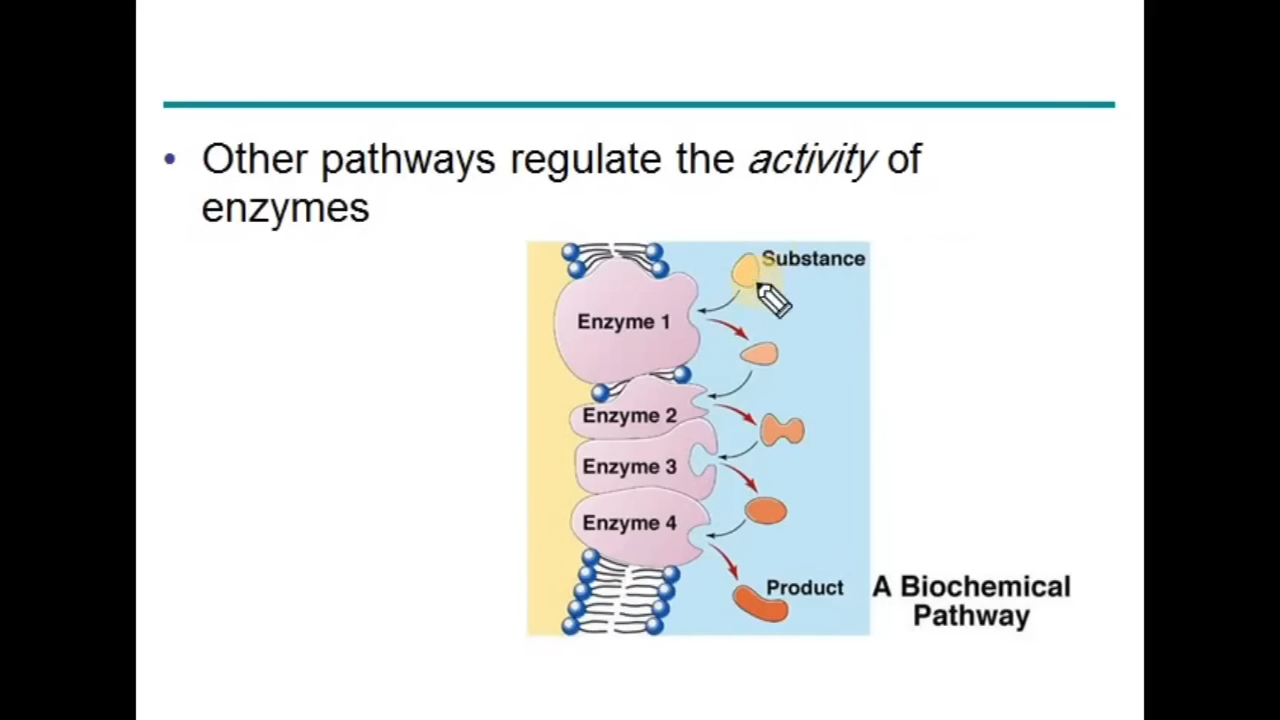 • Other pathways regulate the activity of
enzymes
Substance
Enzyme 1
Enzyme 2
Enzyme 3
Enzyme 4
Product
A Biochemical
Pathway